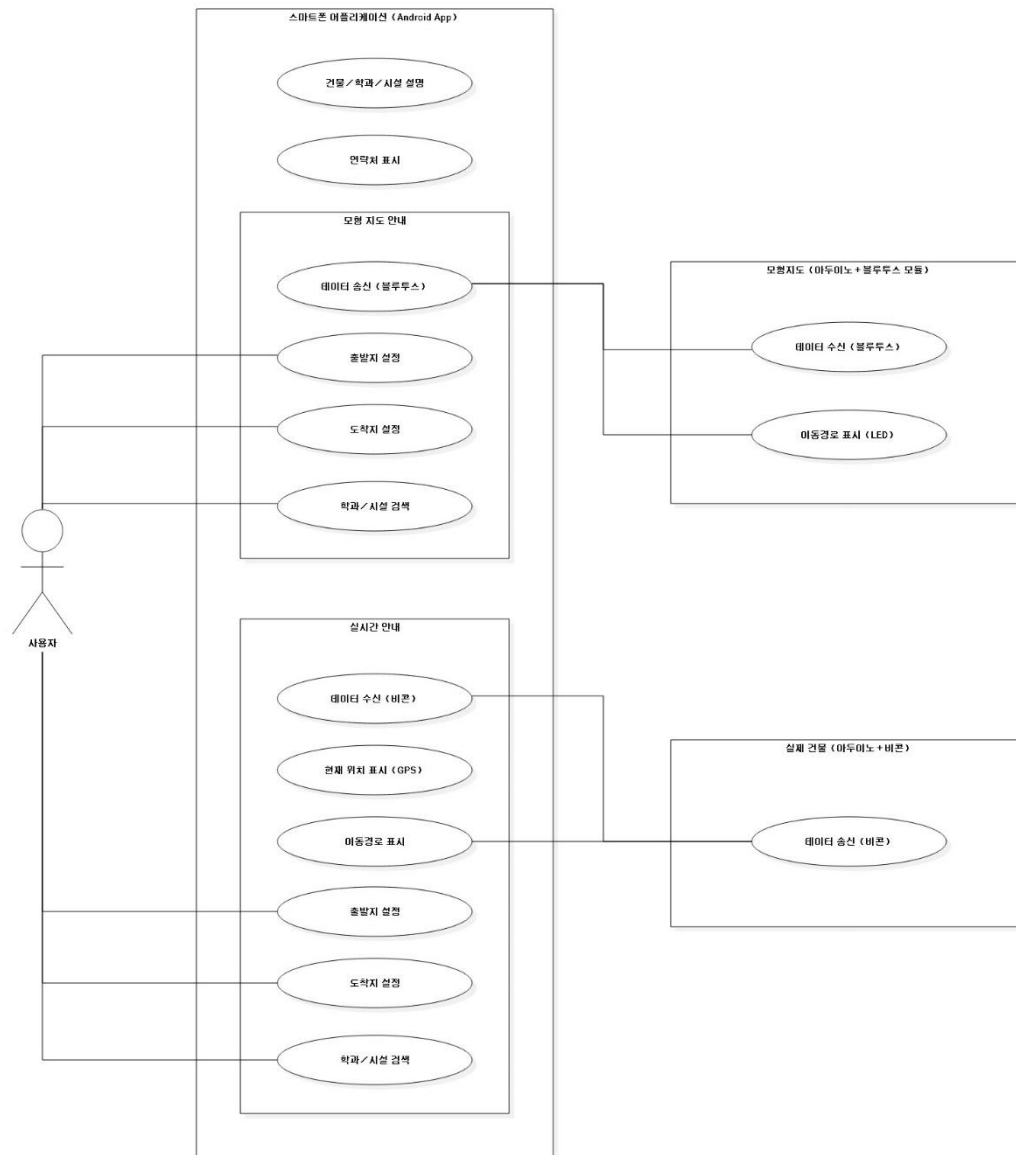 스마트폰 어플리케이션 (Android App)
건물/학과/시설 설명
연락처 표시
모형 지도 안내
데이터 송신 (블루투스)
출발지 설정
도착지 설정
학과/시설 검색
모형지도 (아두이노+블루투스 모듈)
데이터 수신 (블루투스)
이동경로 표시 (LED)
사용자
실시간 안내
데이터 수신 (비콘)
현재 위치 표시 (GPS)
이동경로 표시
출발지 설정
도착지 설정
학과/시설 검색
실제 건물 (아두이노+비콘)
데이터 송신 (비콘)